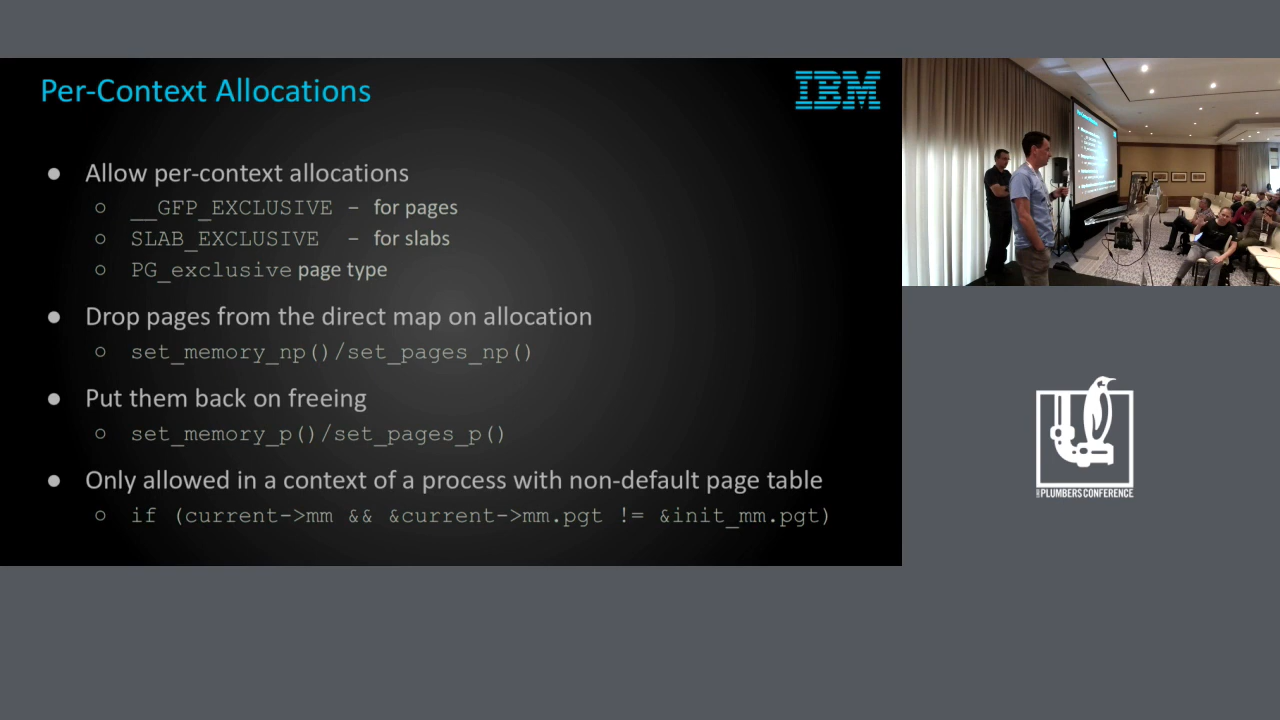 Per-Context Allocations
IBM
● Allow per-context allocations
○ __GFP_EXCLUSIVE – for pages
○ SLAB_EXCLUSIVE – for slabs
○ PG_exclusive page type
● Drop pages from the direct map on allocation
○ set_memory_np()/set_pages_np()
● Put them back on freeing
○ set_memory_p()/set_pages_p()
● Only allowed in a context of a process with non-default page table
○ if (current->mm && &current->mm.pgt != &init_mm.pgt)
PLUMBERS CONFERENCE